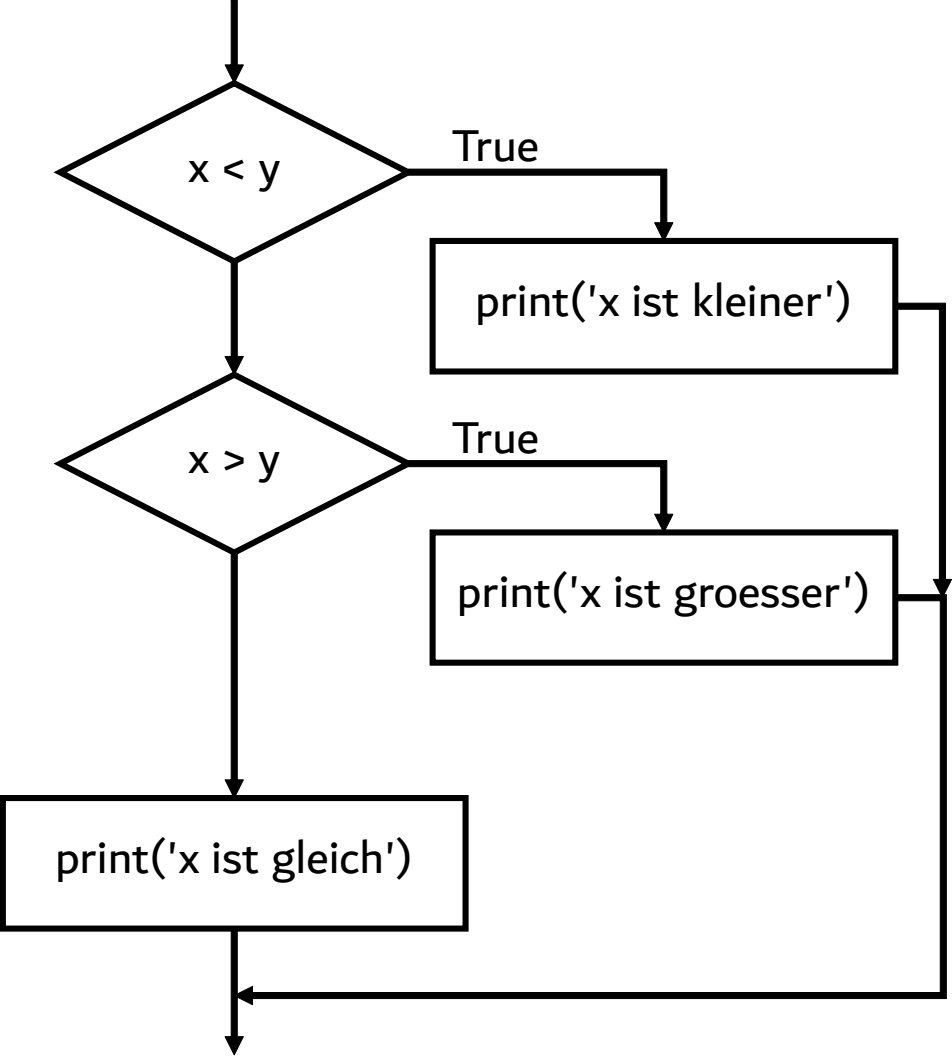 x < y
True
print('x ist kleiner')
x > y
True
print('x ist groesser')
print('x ist gleich')